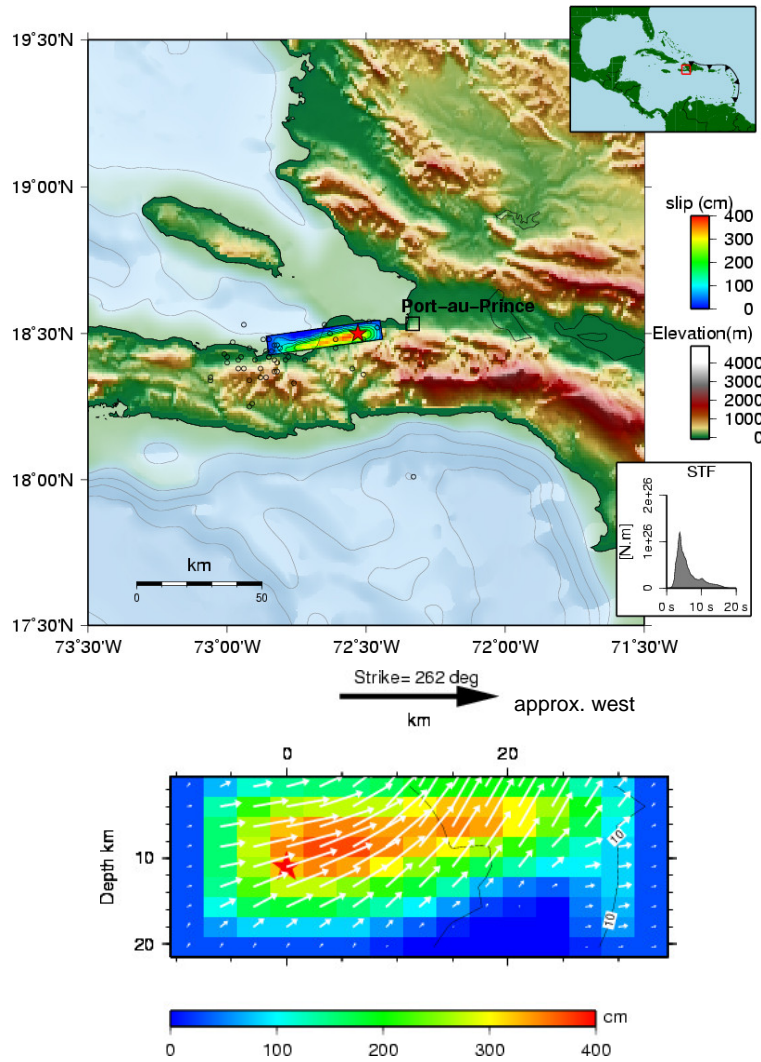 19˚30'N
19˚00'N
18˚30'N
18˚00'N
17˚30'N
73˚30'W 73˚00'W 72˚30'W 72˚00'W 71˚30'W
Port-au-Prince
km
0 50
slip (cm)
400
300
200
100
0
Elevation(m)
5000
4000
3000
2000
1000
0
STF
[N.m]
2e+26
1e+26
0
0 s 10 s 20 s
Strike= 262 deg
approx. west
km
0 20
Depth km
10
20
10
10
cm
0 100 200 300 400